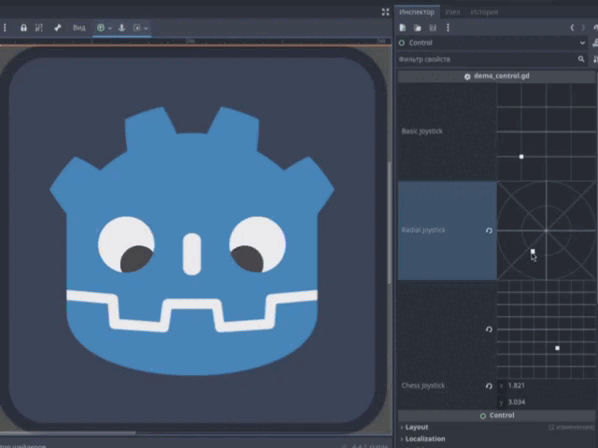 Вид
Инспектор Узел История
Control
Фильтр свойств
demo_control.gd
Basic Joystick
Radial Joystick
Chess Joystick
x 1.821
y 3.034
Control
Layout
Localization